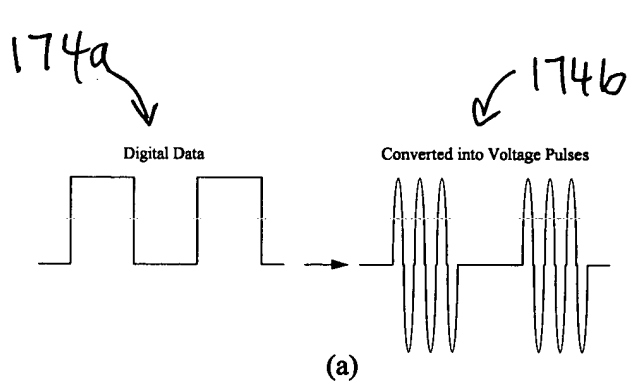 174a
174b
Digital Data
Converted into Voltage Pulses
(a)